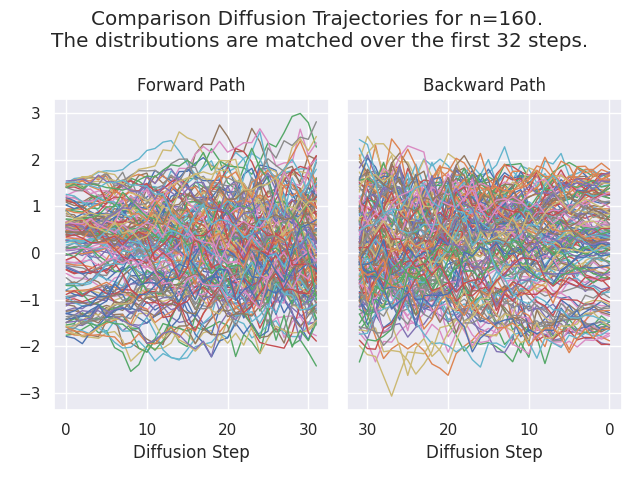 Comparison Diffusion Trajectories for n=160.
The distributions are matched over the first 32 steps.
Forward Path
Backward Path
3
2
1
0
−1
−2
−3
0 10 20 30
30 20 10 0
Diffusion Step
Diffusion Step